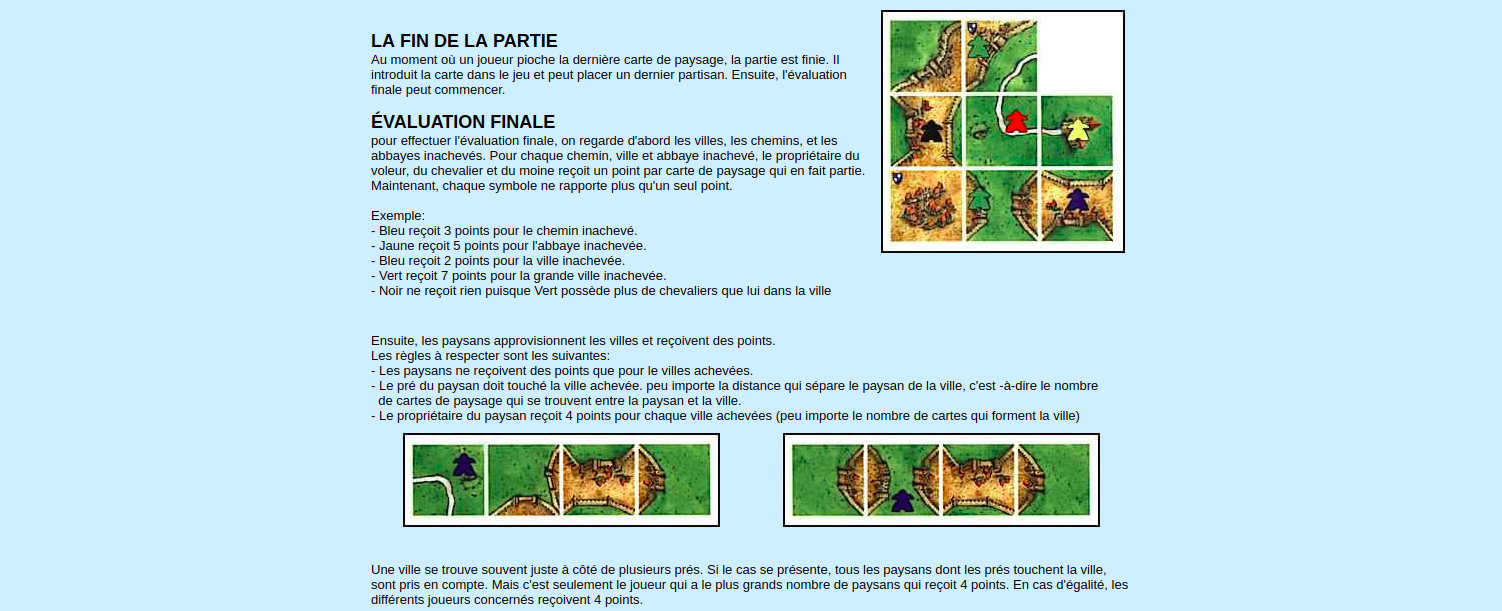 LA FIN DE LA PARTIE
Au moment où un joueur pioche la dernière carte de paysage, la partie est finie. Il
introduit la carte dans le jeu et peut placer un dernier partisan. Ensuite, l'évaluation
finale peut commencer.
ÉVALUATION FINALE
pour effectuer l'évaluation finale, on regarde d'abord les villes, les chemins, et les
abbayes inachevés. Pour chaque chemin, ville et abbaye inachevé, le propriétaire du
voleur, du chevalier et du moine reçoit un point par carte de paysage qui en fait partie.
Maintenant, chaque symbole ne rapporte plus qu'un seul point.
Exemple:
- Bleu reçoit 3 points pour le chemin inachevé.
- Jaune reçoit 5 points pour l'abbaye inachevée.
- Bleu reçoit 2 points pour la ville inachevée.
- Vert reçoit 7 points pour la grande ville inachevée.
- Noir ne reçoit rien puisque Vert possède plus de chevaliers que lui dans la ville
Ensuite, les paysans approvisionnent les villes et reçoivent des points.
Les règles à respecter sont les suivantes:
- Les paysans ne reçoivent des points que pour le villes achevées.
- Le pré du paysan doit touché la ville achevée. peu importe la distance qui sépare le paysan de la ville, c'est -à-dire le nombre
de cartes de paysage qui se trouvent entre la paysan et la ville.
- Le propriétaire du paysan reçoit 4 points pour chaque ville achevées (peu importe le nombre de cartes qui forment la ville)
Une ville se trouve souvent juste à côté de plusieurs prés. Si le cas se présente, tous les paysans dont les prés touchent la ville,
sont pris en compte. Mais c'est seulement le joueur qui a le plus grands nombre de paysans qui reçoit 4 points. En cas d'égalité, les
différents joueurs concernés reçoivent 4 points.